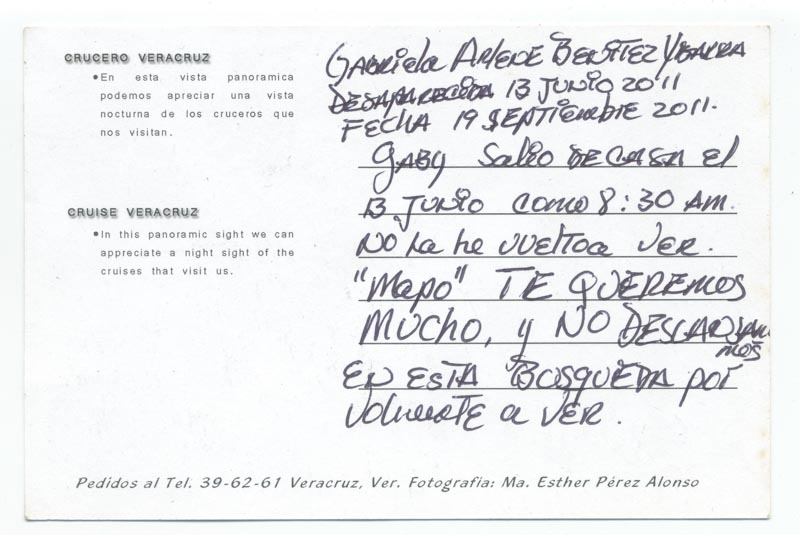 CRUCERO VERACRUZ
•En esta vista panoramica
podemos apreciar una vista
nocturna de los cruceros que
nos visitan.
CRUISE VERACRUZ
•In this panoramic sight we can
appreciate a night sight of the
cruises that visit us.
GABRIELA ARLENE BENITEZ YBARRA
DESAPARECIDA 13 JUNIO 2011
FECHA 19 SEPTIEMBRE 2011.
GABY SALIO DE CASA EL
13 JUNIO COMO 8:30 AM.
NO LA HE VUELTO A VER.
"MAPO" TE QUEREMOS
MUCHO, y NO DESCANSAR
MOS
EN ESTA BUSQUEDA POR
VOLVERTE A VER.
Pedidos al Tel. 39-62-61 Veracruz, Ver. Fotografia: Ma. Esther Pérez Alonso